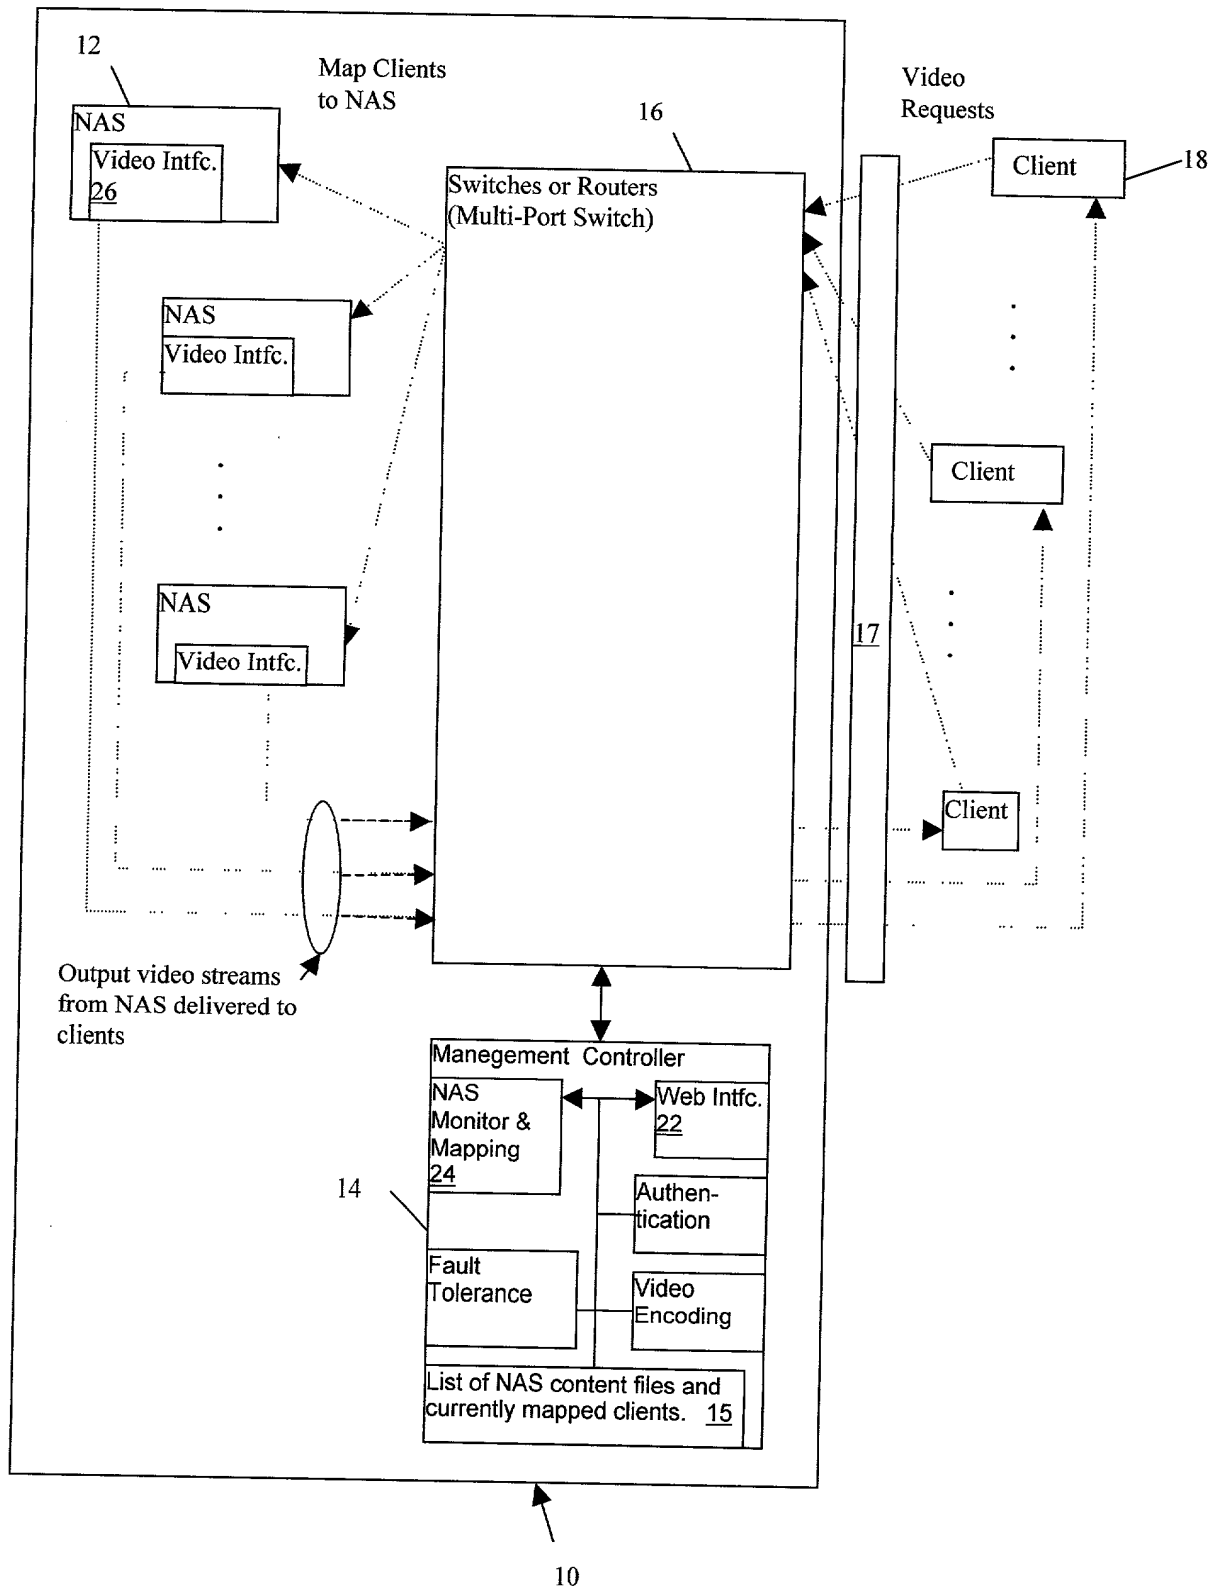 12
Map Clients
to NAS
Video
Requests
16
NAS
Video Intfc.
26
Switches or Routers
(Multi-Port Switch)
Client
18
NAS
Video Intfc.
Client
NAS
Video Intfc.
17
Client
Output video streams
from NAS delivered to
clients
Manegement Controller
NAS
Monitor &
Mapping
24
Web Intfc.
22
14
Authen-
tication
Fault
Tolerance
Video
Encoding
List of NAS content files and
currently mapped clients. 15
10